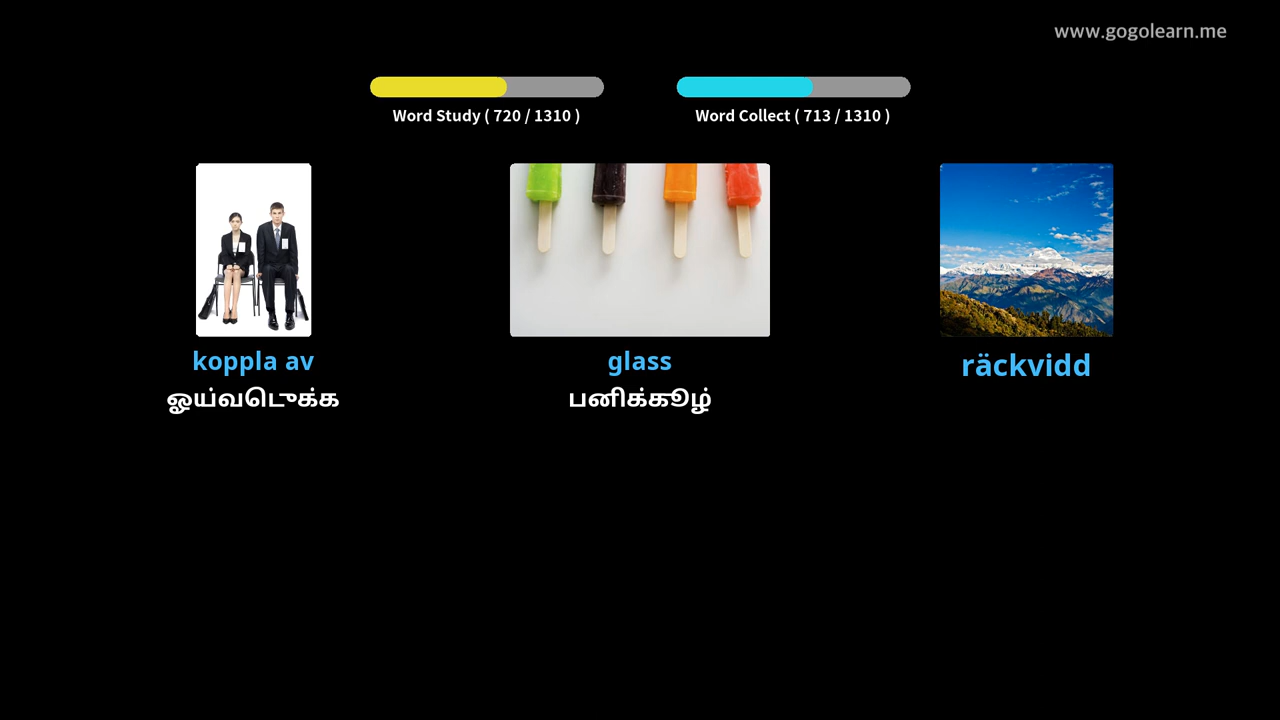 www.gogolearn.me
Word Study ( 720 / 1310 )
Word Collect ( 713 / 1310 )
koppla av
ஓய்வெடுக்க
glass
பனிக்கூழ்
räckvidd